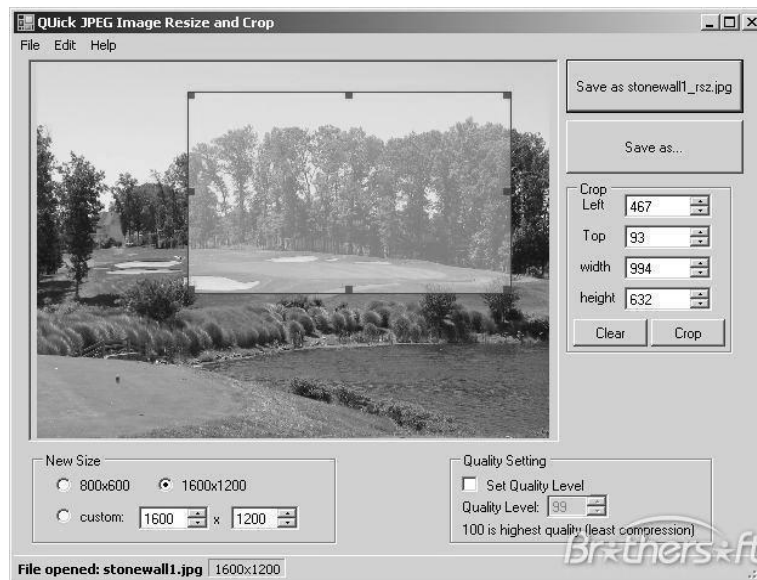 QUick JPEG Image Resize and Crop
File Edit Help
Save as stonewall1_rsz.jpg
Save as...
Crop
Left 467
Top 93
width 994
height 632
Clear Crop
New Size
800x600 1600x1200
custom: 1600 x 1200
Quality Setting
Set Quality Level
Quality Level: 99
100 is highest quality (least compression)
Brothersoft
File opened: stonewall1.jpg 1600x1200